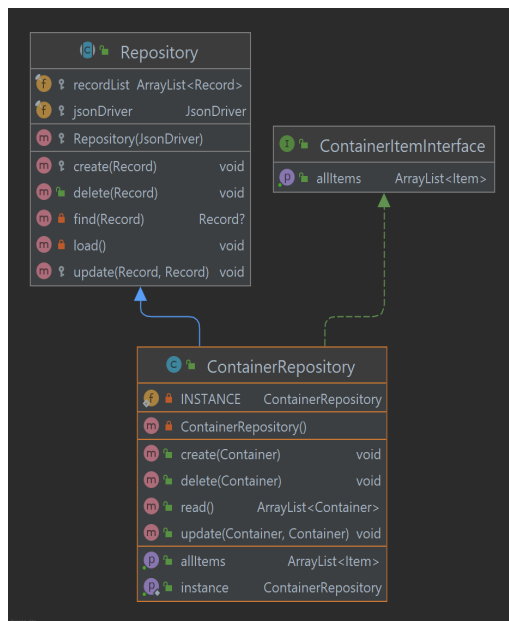 Repository
recordList ArrayList<Record>
jsonDriver JsonDriver
Repository(JsonDriver)
create(Record) void
delete(Record) void
find(Record) Record?
load() void
update(Record, Record) void
ContainerItemInterface
allItems ArrayList<Item>
ContainerRepository
INSTANCE ContainerRepository
ContainerRepository()
create(Container) void
delete(Container) void
read() ArrayList<Container>
update(Container, Container) void
allItems ArrayList<Item>
instance ContainerRepository